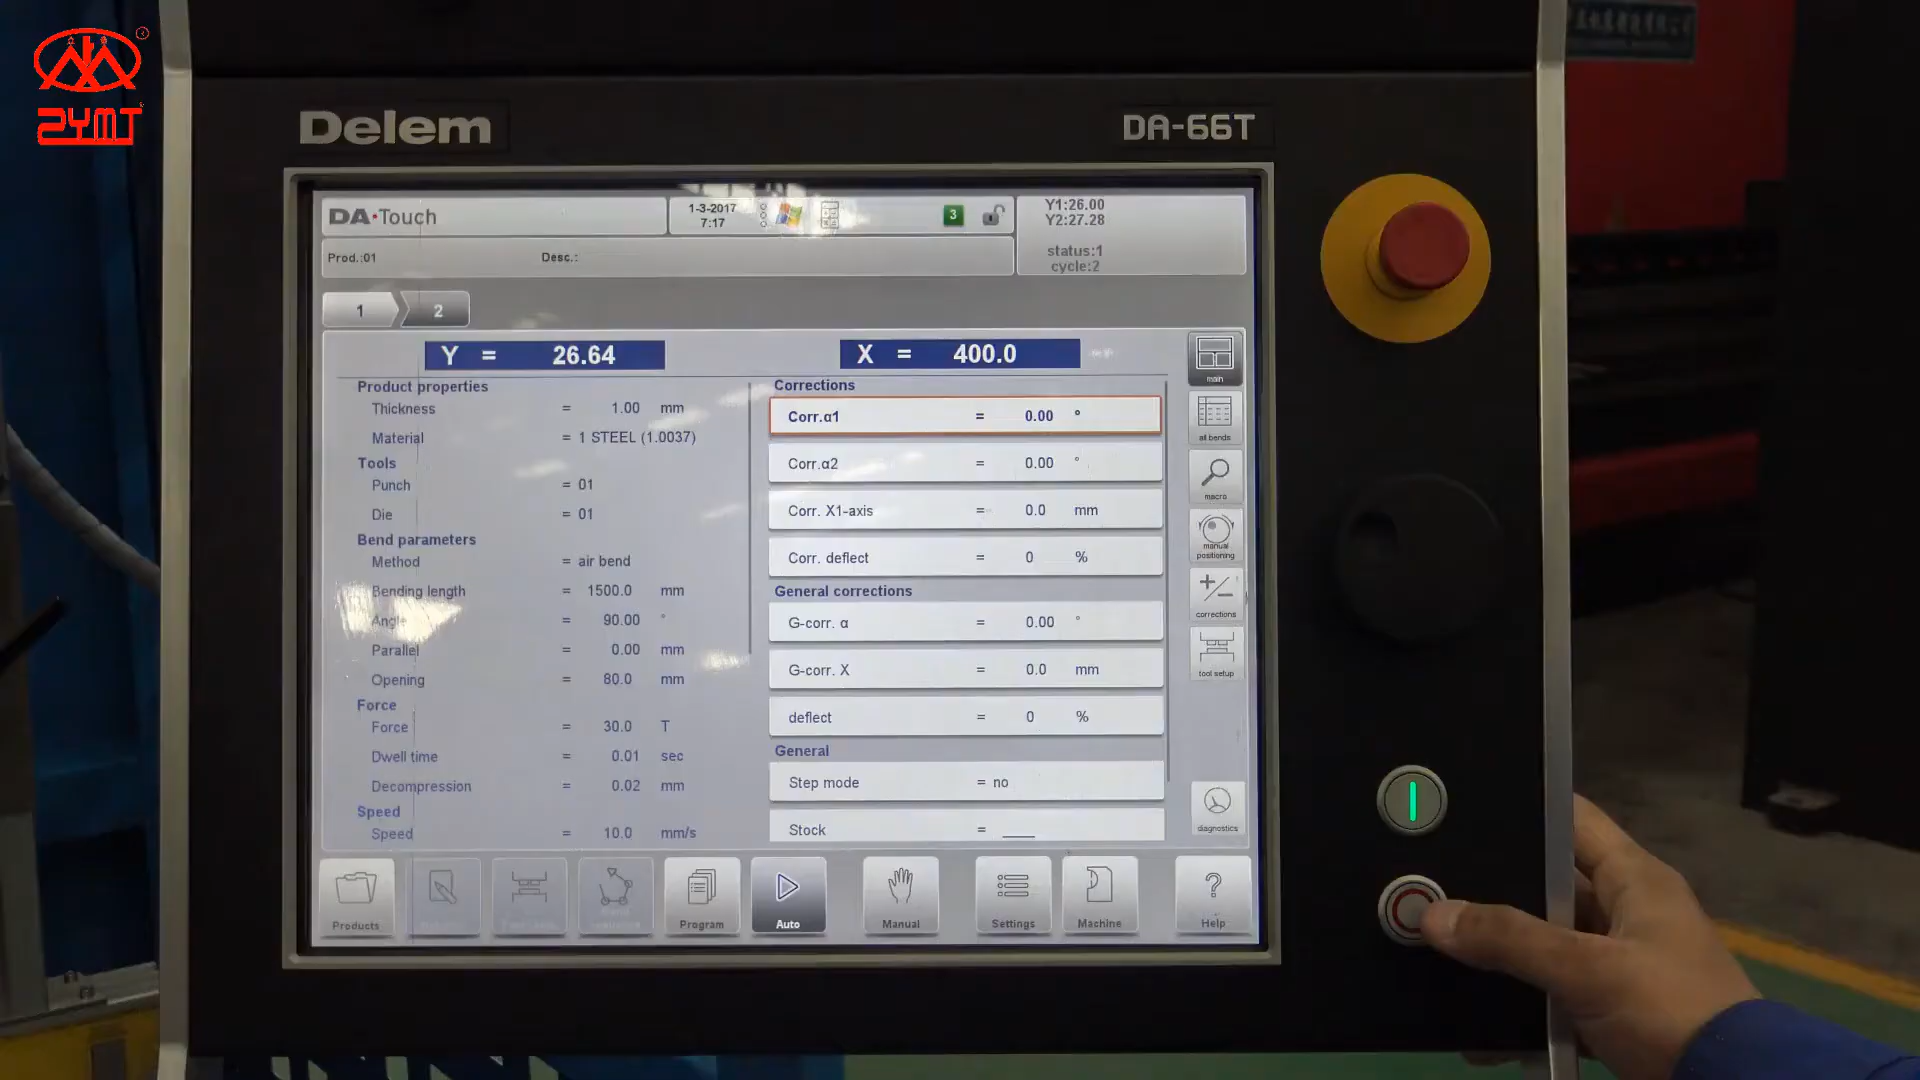 ZYMT
Delem
DA-66T
DA·Touch
1-3-2017
7:17
3
Y1:26.00
Y2:27.28
status:1
cycle:2
Prod.:01
Desc.:
1
2
Y = 26.64
X = 400.0
Product properties
Thickness = 1.00 mm
Material = 1 STEEL (1.0037)
Tools
Punch = 01
Die = 01
Bend parameters
Method = air bend
Bending length = 1500.0 mm
Angle = 90.00 °
Parallel = 0.00 mm
Opening = 80.0 mm
Force
Force = 30.0 T
Dwell time = 0.01 sec
Decompression = 0.02 mm
Speed
Speed = 10.0 mm/s
Corrections
Corr.α1 = 0.00 °
Corr.α2 = 0.00 °
Corr. X1-axis = 0.0 mm
Corr. deflect = 0 %
General corrections
G-corr. α = 0.00 °
G-corr. X = 0.0 mm
deflect = 0 %
General
Step mode = no
Stock =
main
all bends
macro
manual
positioning
corrections
tool setup
diagnostics
Products
Program
Auto
Manual
Settings
Machine
Help